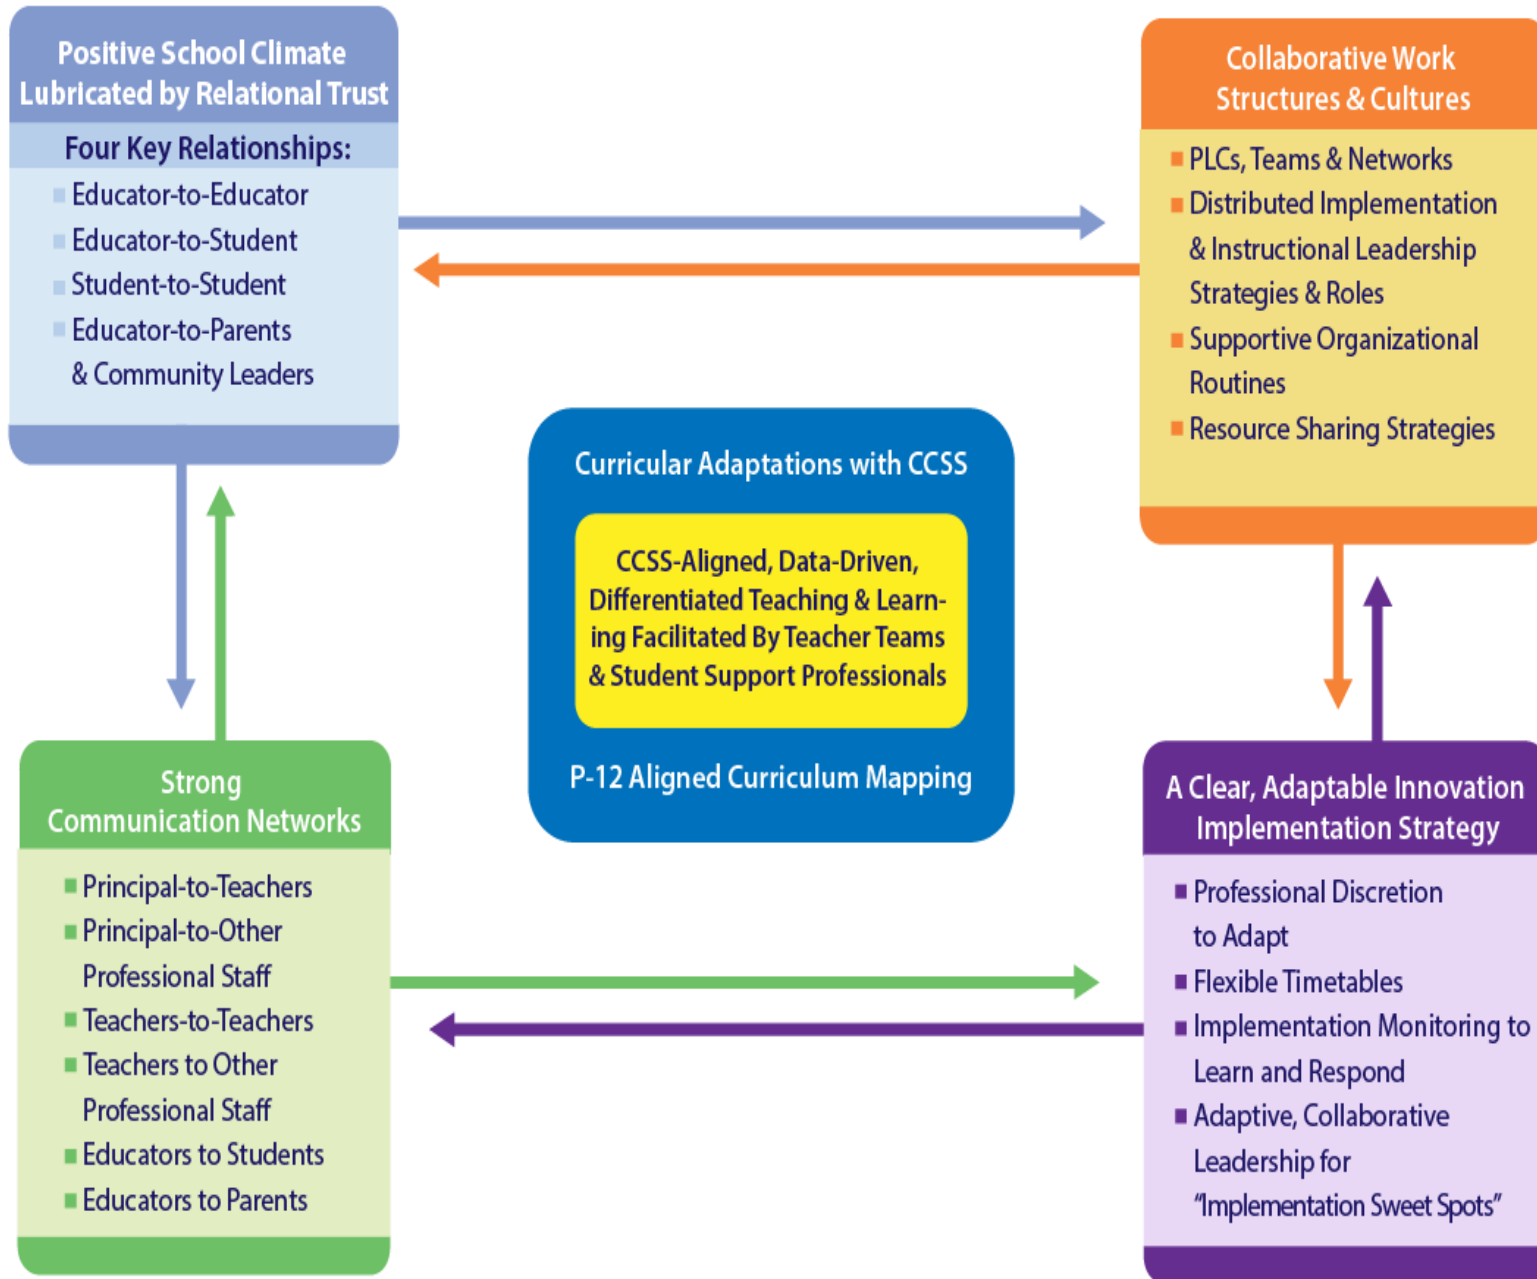 Positive School Climate
Lubricated by Relational Trust
Four Key Relationships:
Educator-to-Educator
Educator-to-Student
Student-to-Student
Educator-to-Parents
& Community Leaders
Collaborative Work
Structures & Cultures
PLCs, Teams & Networks
Distributed Implementation
& Instructional Leadership
Strategies & Roles
Supportive Organizational
Routines
Resource Sharing Strategies
Curricular Adaptations with CCSS
CCSS-Aligned, Data-Driven,
Differentiated Teaching & Learn-
ing Facilitated By Teacher Teams
& Student Support Professionals
P-12 Aligned Curriculum Mapping
Strong
Communication Networks
Principal-to-Teachers
Principal-to-Other
Professional Staff
Teachers-to-Teachers
Teachers to Other
Professional Staff
Educators to Students
Educators to Parents
A Clear, Adaptable Innovation
Implementation Strategy
Professional Discretion
to Adapt
Flexible Timetables
Implementation Monitoring to
Learn and Respond
Adaptive, Collaborative
Leadership for
“Implementation Sweet Spots”